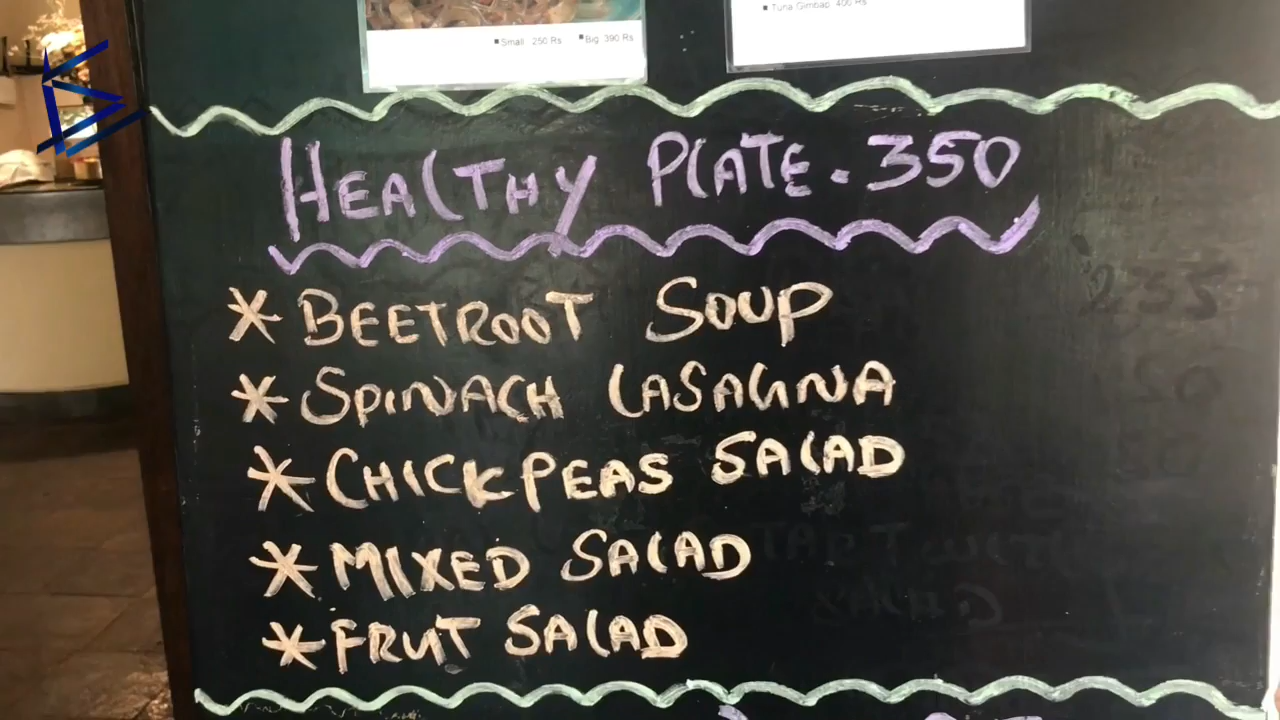 ▪ Small 250 Rs ▪ Big 390 Rs
▪ Tuna Gimbap 400 Rs
HEALTHY PLATE. 350
* BEETROOT SOUP
* SPINACH LASAGNA
* CHICKPEAS SALAD
* MIXED SALAD
* FRUT SALAD